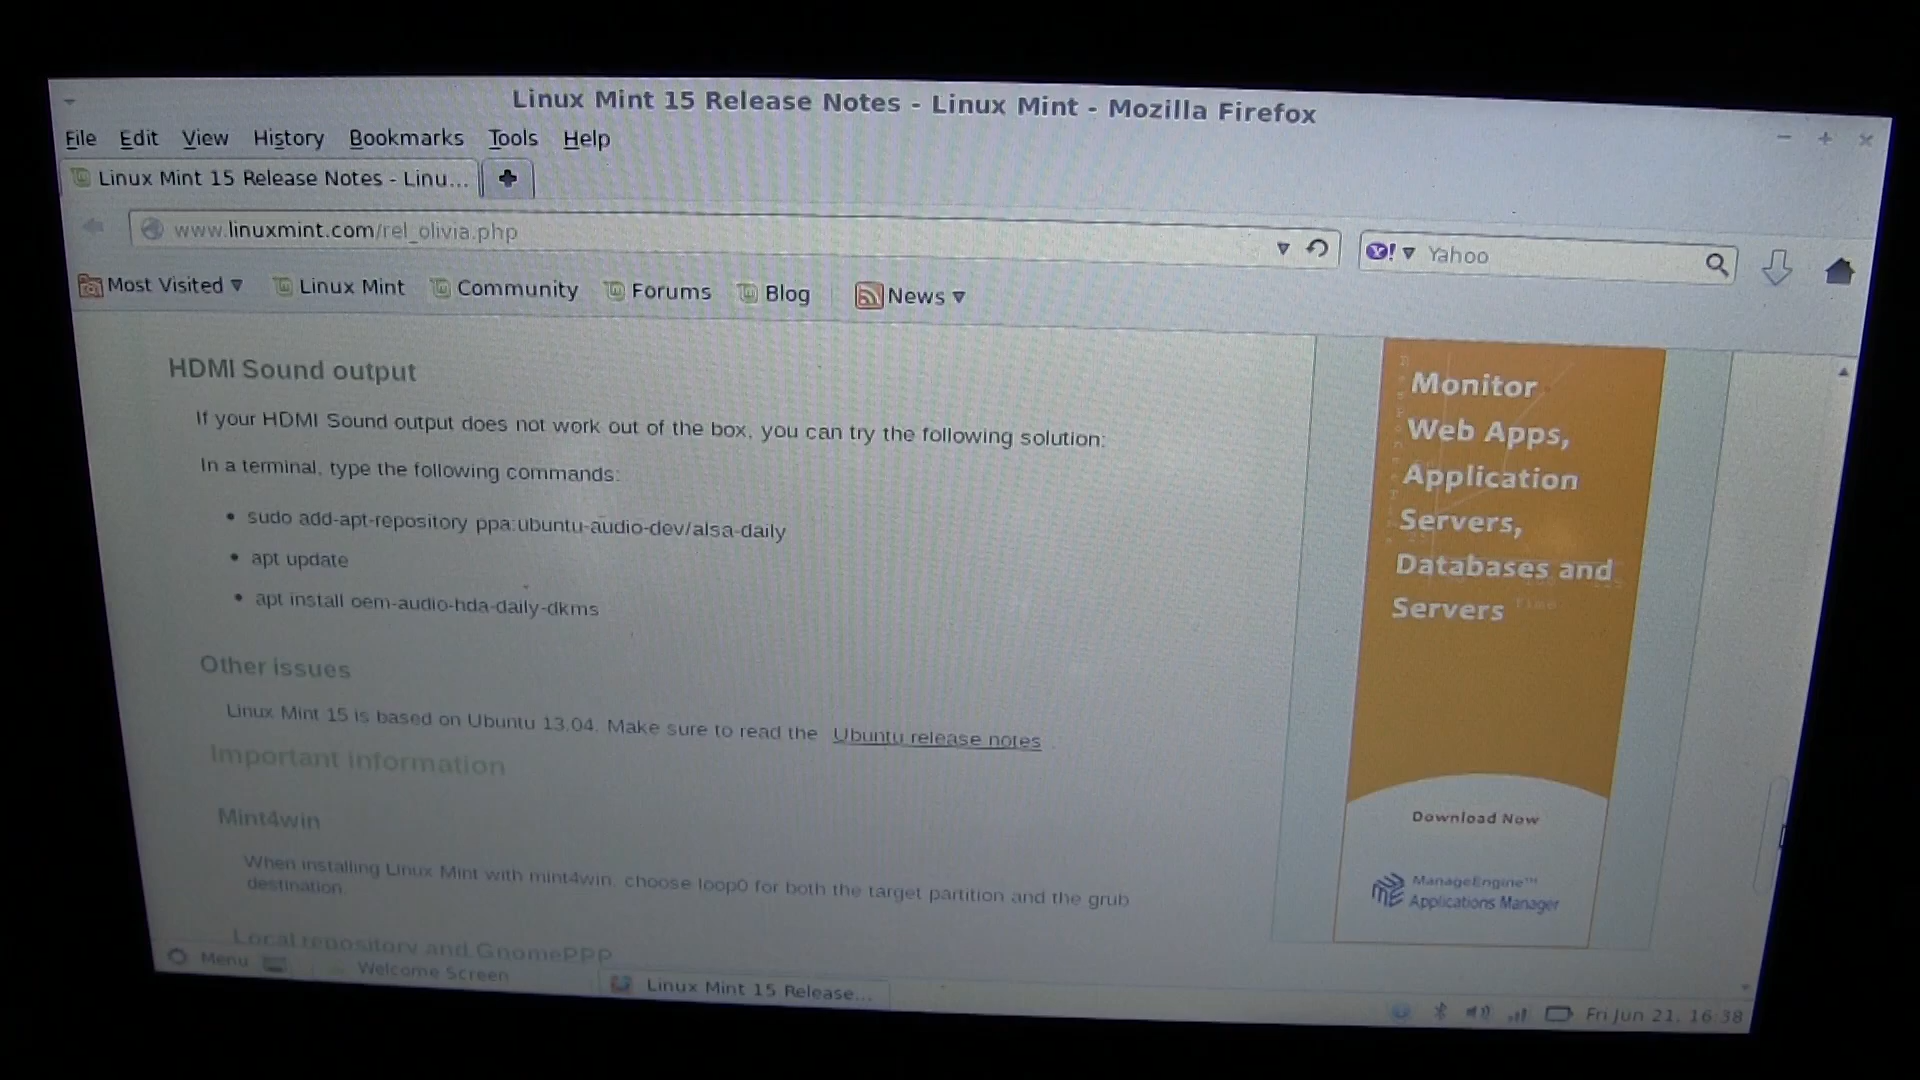 Linux Mint 15 Release Notes - Linux Mint - Mozilla Firefox
File Edit View History Bookmarks Tools Help
Linux Mint 15 Release Notes - Linu...
www.linuxmint.com/rel_olivia.php
Yahoo
Most Visited Linux Mint Community Forums Blog News
HDMI Sound output
If your HDMI Sound output does not work out of the box, you can try the following solution:
In a terminal, type the following commands:
• sudo add-apt-repository ppa:ubuntu-audio-dev/alsa-daily
• apt update
• apt install oem-audio-hda-daily-dkms
Other issues
Linux Mint 15 is based on Ubuntu 13.04. Make sure to read the Ubuntu release notes.
Important information
Mint4win
When installing Linux Mint with mint4win, choose loop0 for both the target partition and the grub
destination.
Local repository and GnomePPP
Monitor
Web Apps,
Application
Servers,
Databases and
Servers
Download Now
ManageEngine™
Applications Manager
Menu Welcome Screen Linux Mint 15 Release... Fri Jun 21, 16:38